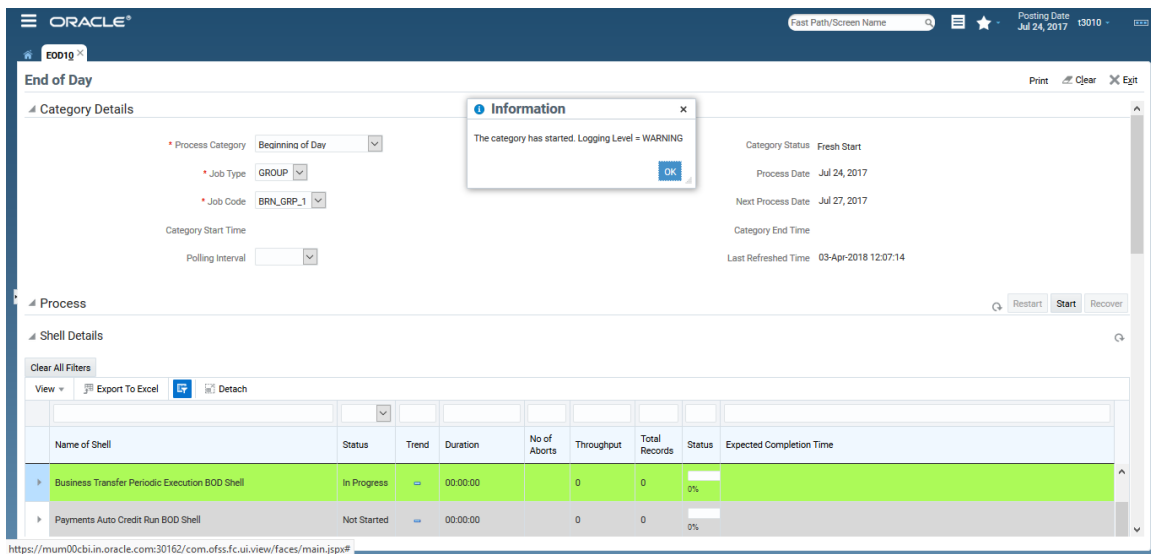 ORACLE®
Fast Path/Screen Name
Posting Date
Jul 24, 2017
t3010
EOD10
End of Day
Print
Clear
Exit
Category Details
Information
The category has started. Logging Level = WARNING
OK
* Process Category Beginning of Day
* Job Type GROUP
* Job Code BRN_GRP_1
Category Start Time
Polling Interval
Category Status Fresh Start
Process Date Jul 24, 2017
Next Process Date Jul 27, 2017
Category End Time
Last Refreshed Time 03-Apr-2018 12:07:14
Process
Restart Start Recover
Shell Details
Clear All Filters
View Export To Excel Detach
Name of Shell Status Trend Duration No of Aborts Throughput Total Records Status Expected Completion Time
Business Transfer Periodic Execution BOD Shell In Progress 00:00:00 0 0 0%
Payments Auto Credit Run BOD Shell Not Started 00:00:00 0 0 0%
https://mum00cbi.in.oracle.com:30162/com.ofss.fc.ui.view/faces/main.jspx#